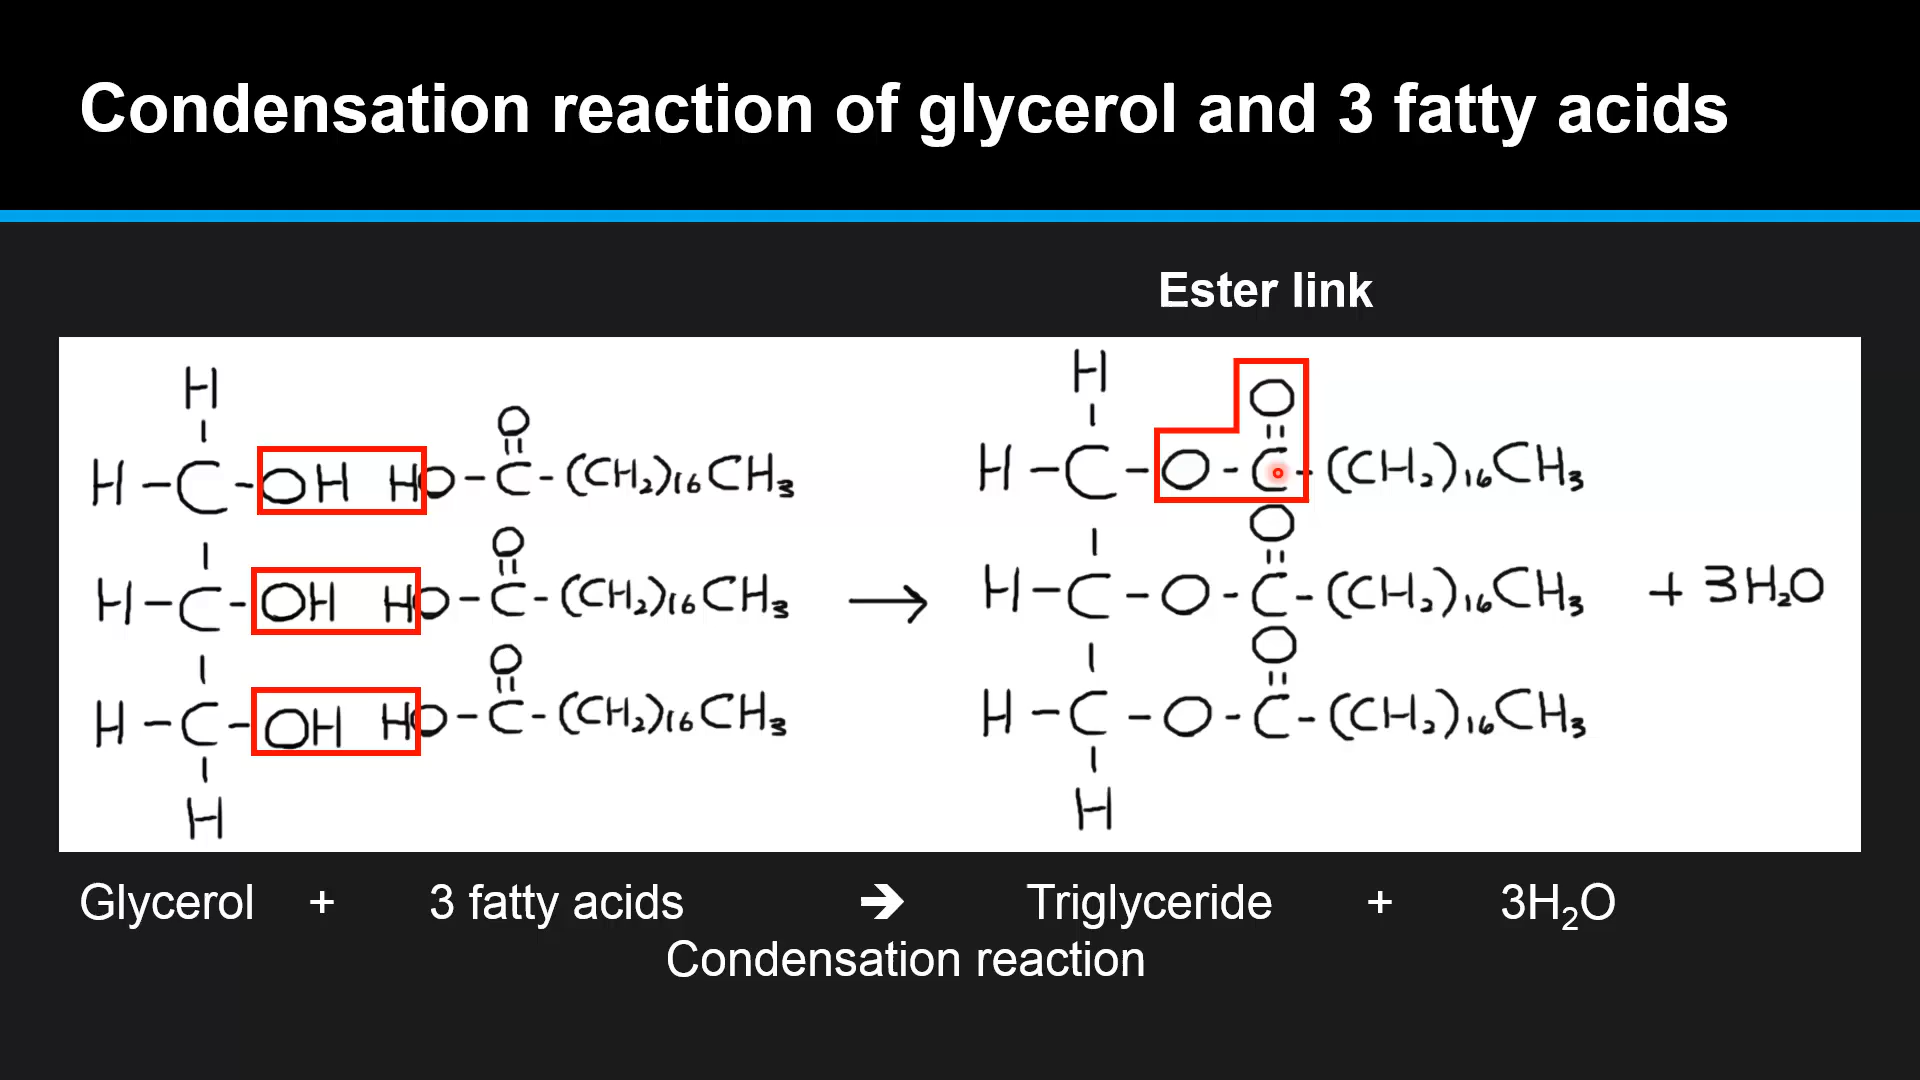 Condensation reaction of glycerol and 3 fatty acids
Ester link
H H
O O
H-C-OH HO-C-(CH₂)₁₆CH₃ H-C-O-C-(CH₂)₁₆CH₃
O O
H-C-OH HO-C-(CH₂)₁₆CH₃ → H-C-O-C-(CH₂)₁₆CH₃ + 3H₂O
O O
H-C-OH HO-C-(CH₂)₁₆CH₃ H-C-O-C-(CH₂)₁₆CH₃
H H
Glycerol + 3 fatty acids ➔ Triglyceride + 3H₂O
Condensation reaction